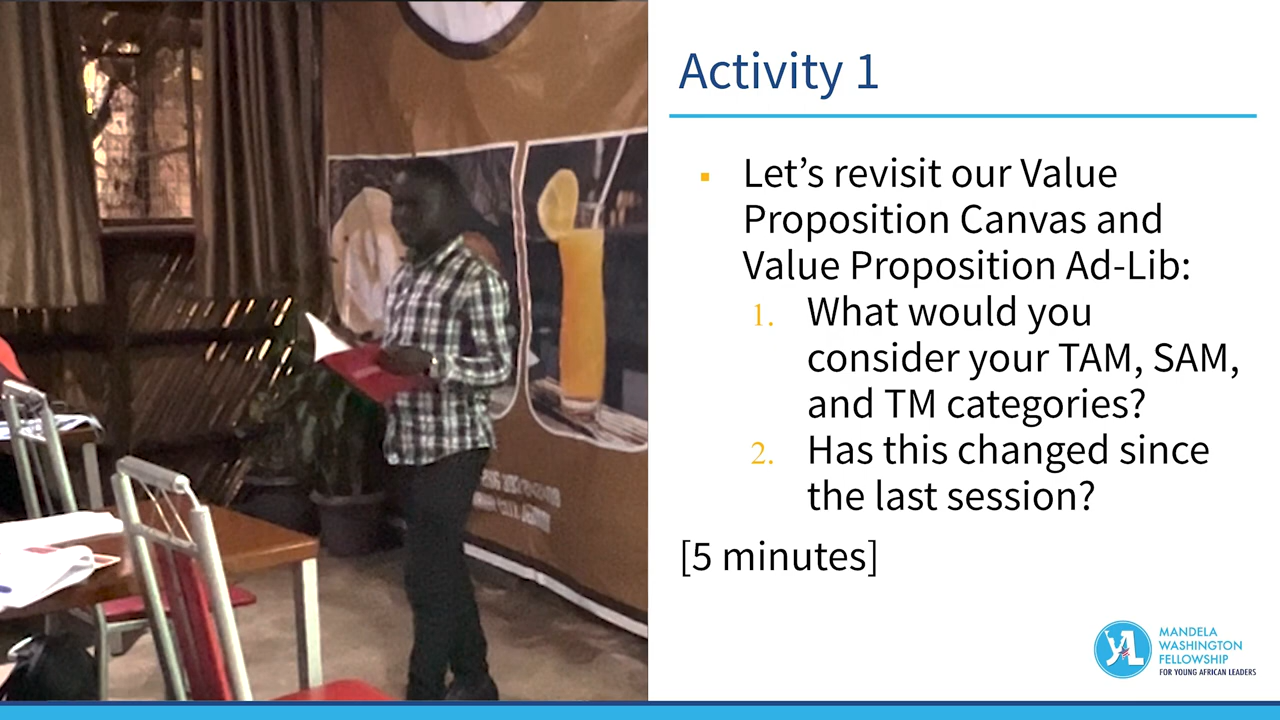 Activity 1
▪ Let’s revisit our Value
Proposition Canvas and
Value Proposition Ad-Lib:
1. What would you
consider your TAM, SAM,
and TM categories?
2. Has this changed since
the last session?
[5 minutes]
YAL
MANDELA
WASHINGTON
FELLOWSHIP
FOR YOUNG AFRICAN LEADERS